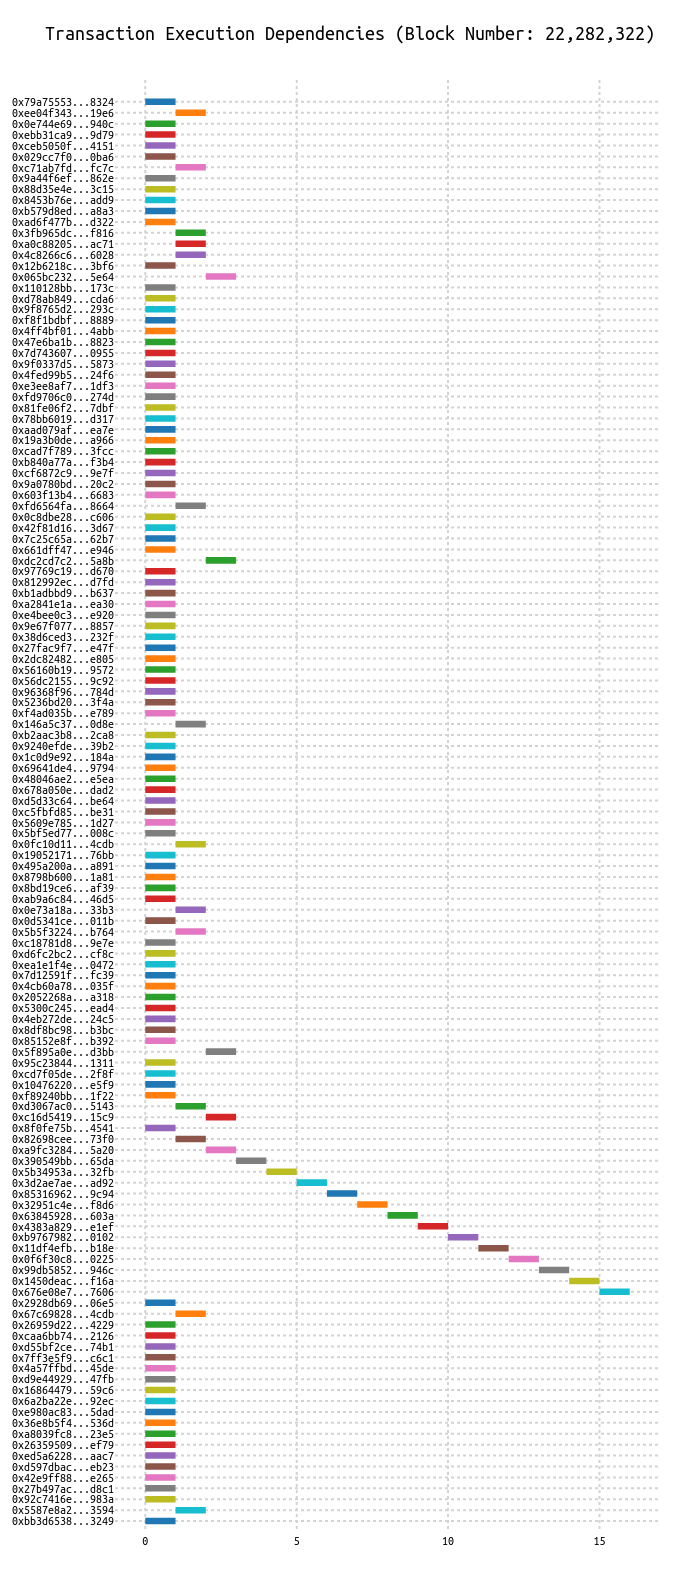 Transaction Execution Dependencies (Block Number: 22,282,322)
0x79a75553...8324
0xee04f343...19e6
0x0e744e69...940c
0xebb31ca9...9d79
0xceb5050f...4151
0x029cc7f0...0ba6
0xc71ab7fd...fc7c
0x9a44f6ef...862e
0x88d35e4e...3c15
0x8453b76e...add9
0xb579d8ed...a8a3
0xad6f477b...d322
0x3fb965dc...f816
0xa0c88205...ac71
0x4c8266c6...6028
0x12b6218c...3bf6
0x065bc232...5e64
0x110128bb...173c
0xd78ab849...cda6
0x9f8765d2...293c
0xf8f1bdbf...8889
0x4ff4bf01...4abb
0x47e6ba1b...8823
0x7d743607...0955
0x9f0337d5...5873
0x4fed99b5...24f6
0xe3ee8af7...1df3
0xfd9706c0...274d
0x81fe06f2...7dbf
0x78bb6019...d317
0xaad079af...ea7e
0x19a3b0de...a966
0xcad7f789...3fcc
0xb840a77a...f3b4
0xcf6872c9...9e7f
0x9a0780bd...20c2
0x603f13b4...6683
0xfd6564fa...8664
0x0c8dbe28...c606
0x42f81d16...3d67
0x7c25c65a...62b7
0x661dff47...e946
0xdc2cd7c2...5a8b
0x97769c19...d670
0x812992ec...d7fd
0xb1adbbd9...b637
0xa2841e1a...ea30
0xe4bee0c3...e920
0x9e67f077...8857
0x38d6ced3...232f
0x27fac9f7...e47f
0x2dc82482...e805
0x56160b19...9572
0x56dc2155...9c92
0x96368f96...784d
0x5236bd20...3f4a
0xf4ad035b...e789
0x146a5c37...0d8e
0xb2aac3b8...2ca8
0x9240efde...39b2
0x1c0d9e92...184a
0x69641de4...9794
0x48046ae2...e5ea
0x678a050e...dad2
0xd5d33c64...be64
0xc5fbfd85...be31
0x5609e785...1d27
0x5bf5ed77...008c
0x0fc10d11...4cdb
0x19052171...76bb
0x495a200a...a891
0x8798b600...1a81
0x8bd19ce6...af39
0xab9a6c84...46d5
0x0e73a18a...33b3
0x0d5341ce...011b
0x5b5f3224...b764
0xc18781d8...9e7e
0xd6fc2bc2...cf8c
0xea1e1f4e...0472
0x7d12591f...fc39
0x4cb60a78...035f
0x2052268a...a318
0x5300c245...ead4
0x4eb272de...24c5
0x8df8bc98...b3bc
0x85152e8f...b392
0x5f895a0e...d3bb
0x95c23844...1311
0xcd7f05de...2f8f
0x10476220...e5f9
0xf89240bb...1f22
0xd3067ac0...5143
0xc16d5419...15c9
0x8f0fe75b...4541
0x82698cee...73f0
0xa9fc3284...5a20
0x390549bb...65da
0x5b34953a...32fb
0x3d2ae7ae...ad92
0x85316962...9c94
0x32951c4e...f8d6
0x63845928...603a
0x4383a829...e1ef
0xb9767982...0102
0x11df4efb...b18e
0x0f6f30c8...0225
0x99db5852...946c
0x1450deac...f16a
0x676e08e7...7606
0x2928db69...06e5
0x67c69828...4cdb
0x26959d22...4229
0xcaa6bb74...2126
0xd55bf2ce...74b1
0x7ff3e5f9...c6c1
0x4a57ffbd...45de
0xd9e44929...47fb
0x16864479...59c6
0x6a2ba22e...92ec
0xe980ac83...5dad
0x36e8b5f4...536d
0xa8039fc8...23e5
0x26359509...ef79
0xed5a6228...aac7
0xd597dbac...eb23
0x42e9ff88...e265
0x27b497ac...d8c1
0x92c7416e...983a
0x5587e8a2...3594
0xbb3d6538...3249
0 5 10 15